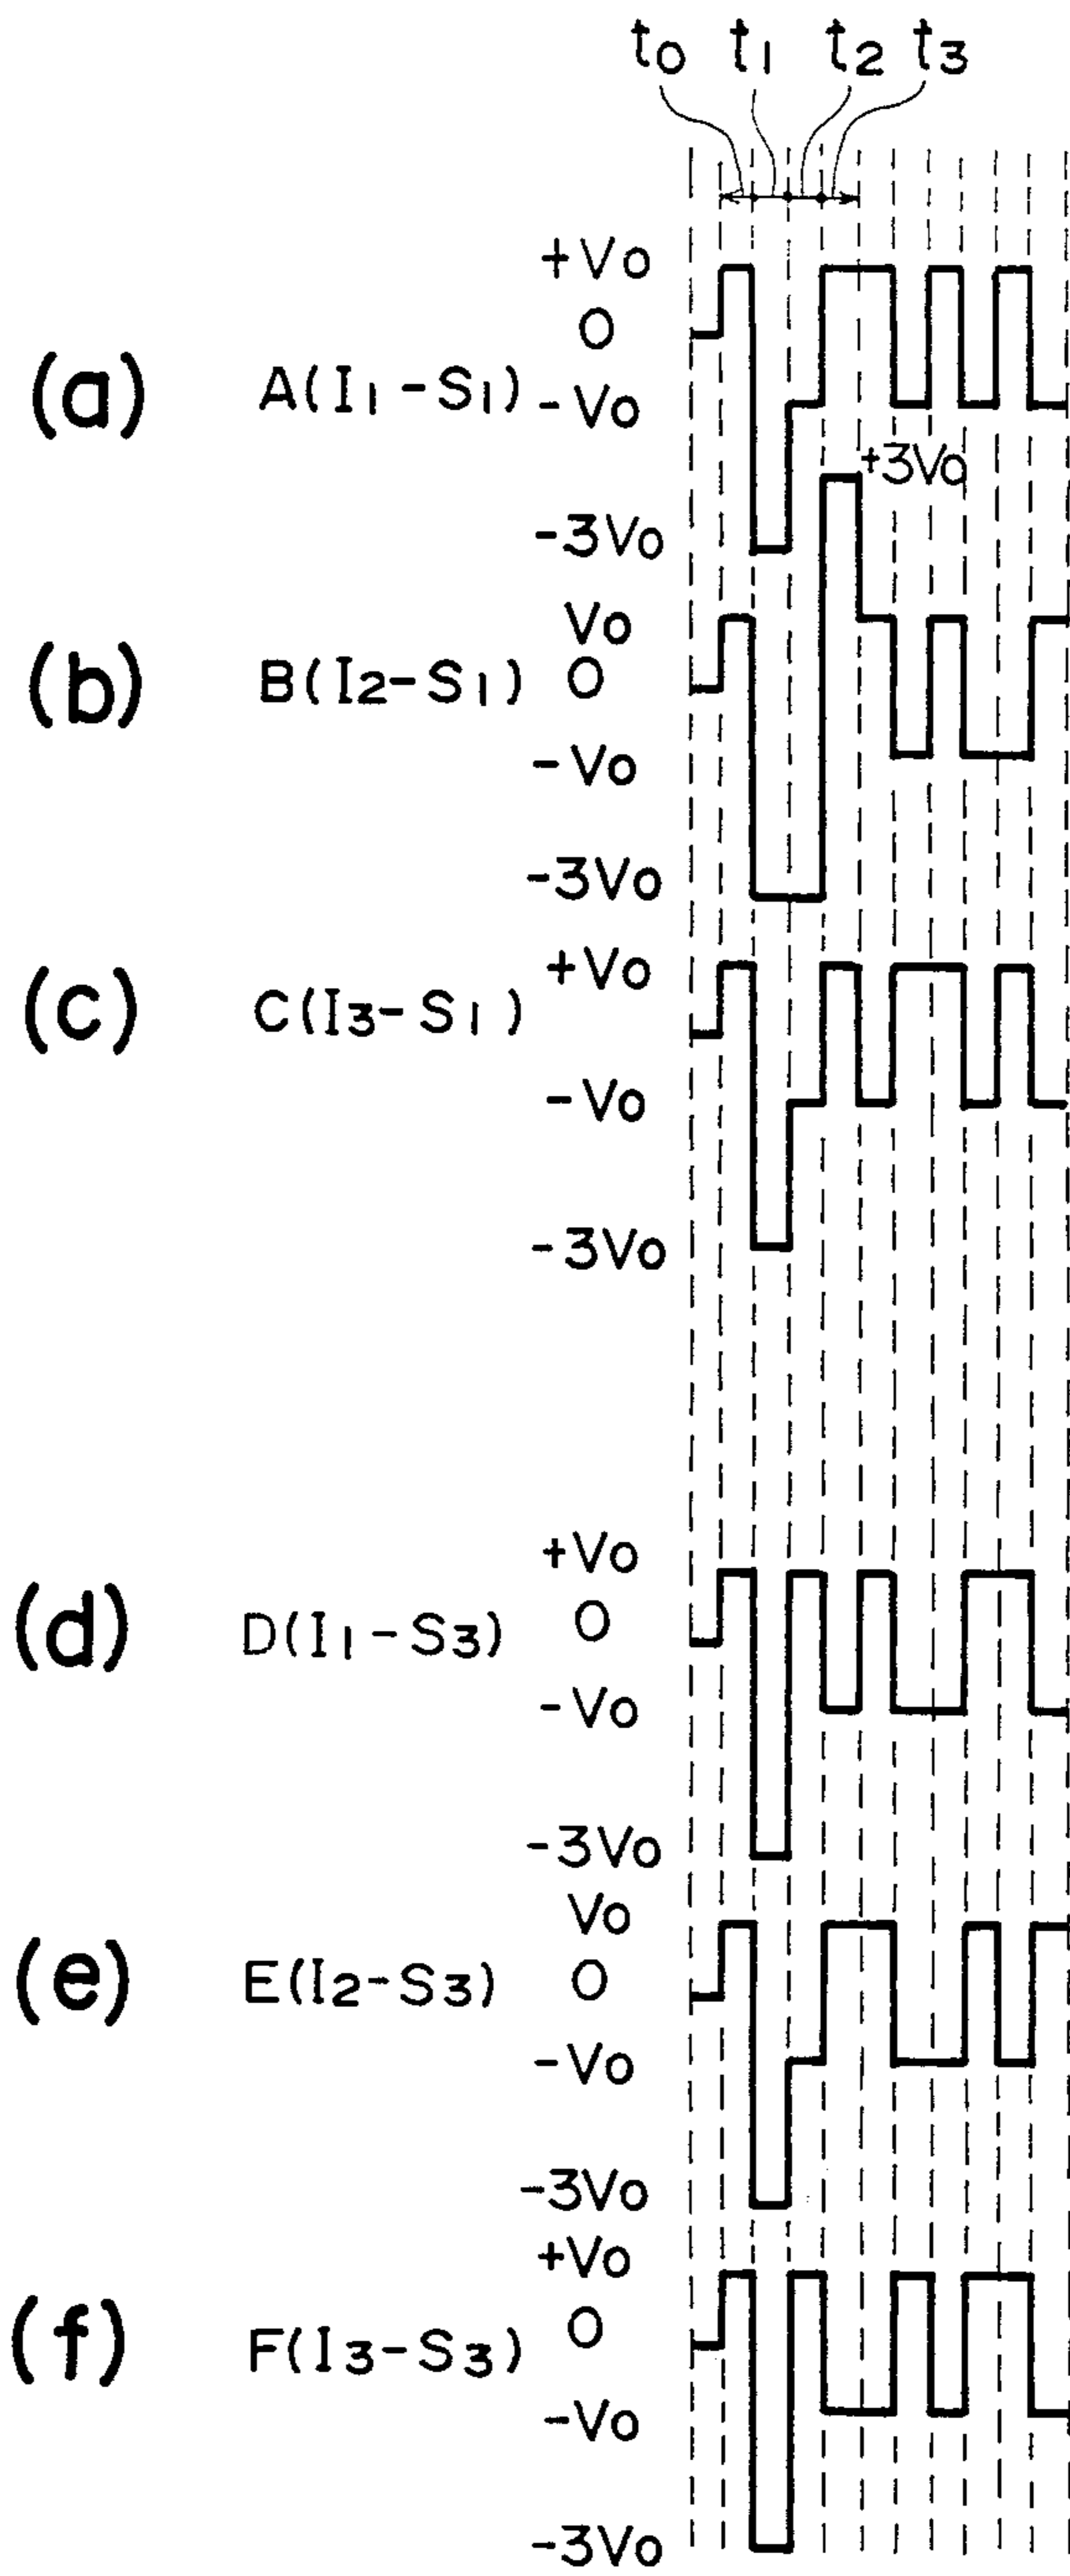 t0 t1 t2 t3
+Vo
0
(a) A(I1-S1) -Vo
+3Vo
-3Vo
Vo
(b) B(I2-S1) 0
-Vo
-3Vo
+Vo
(c) C(I3-S1)
-Vo
-3Vo
+Vo
(d) D(I1-S3) 0
-Vo
-3Vo
Vo
(e) E(I2-S3) 0
-Vo
-3Vo
+Vo
(f) F(I3-S3) 0
-Vo
-3Vo